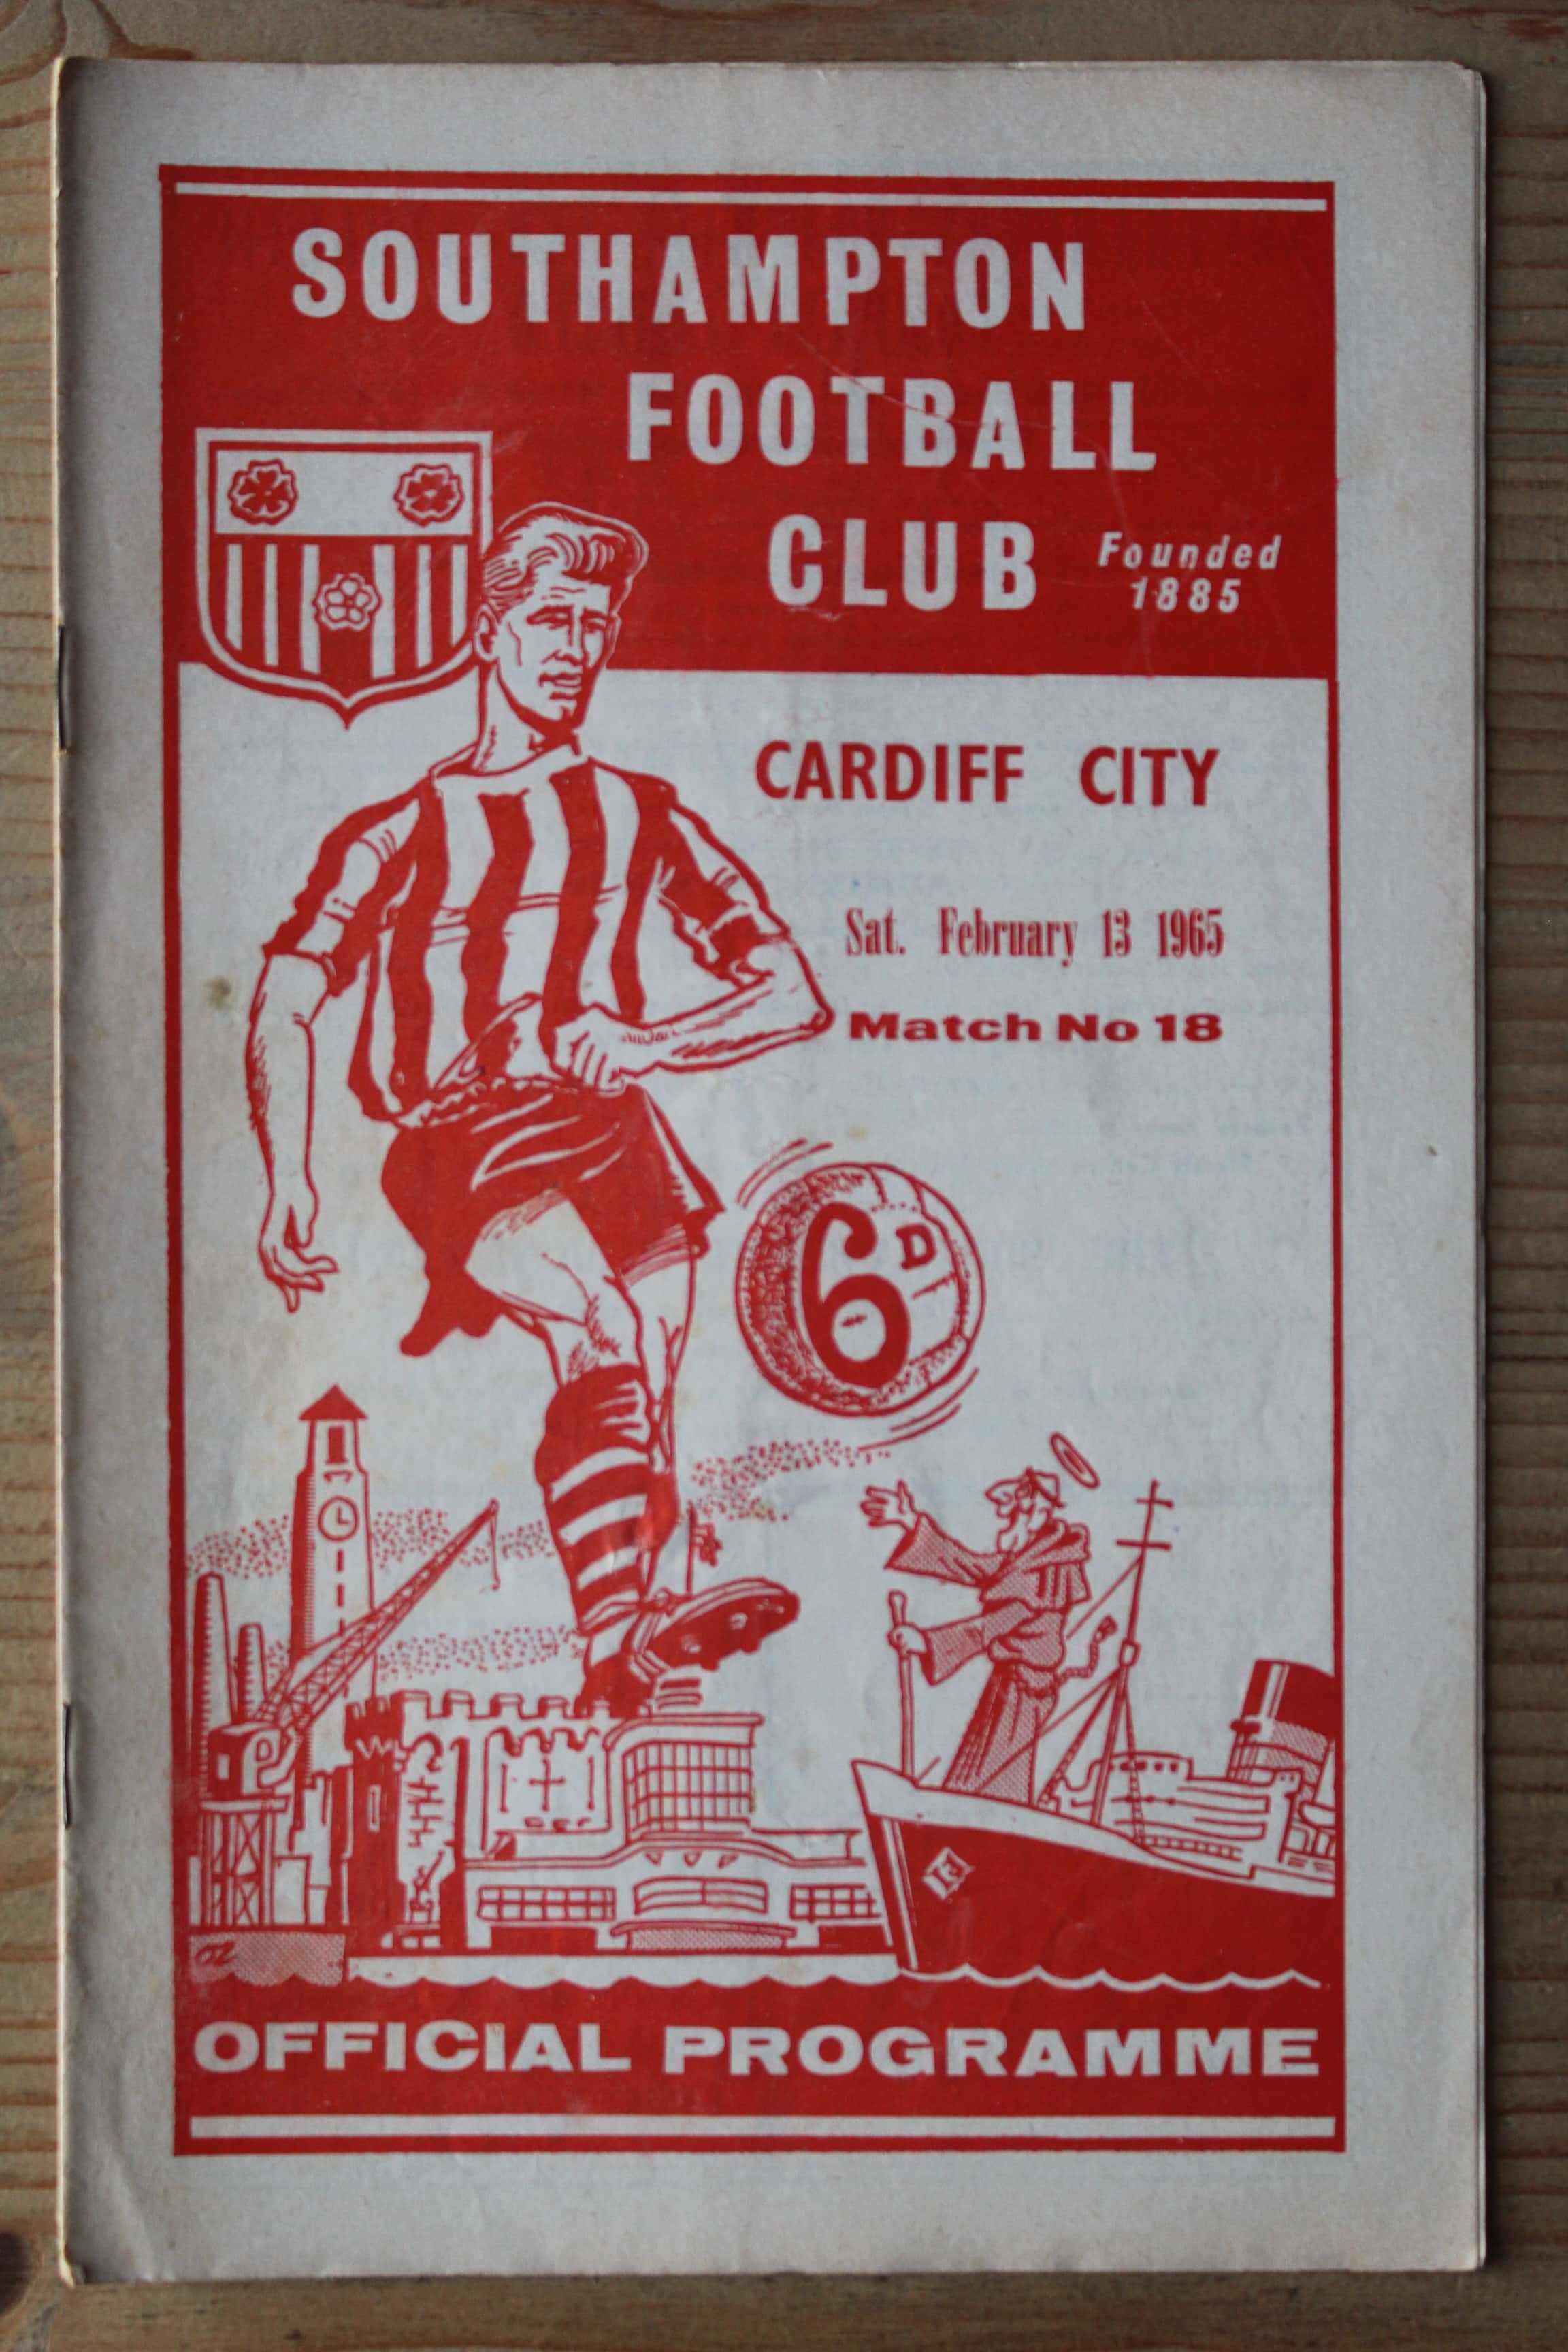 SOUTHAMPTON
FOOTBALL
CLUB
Founded
1885
CARDIFF CITY
Sat. February 13 1965
Match No 18
6D
OFFICIAL PROGRAMME